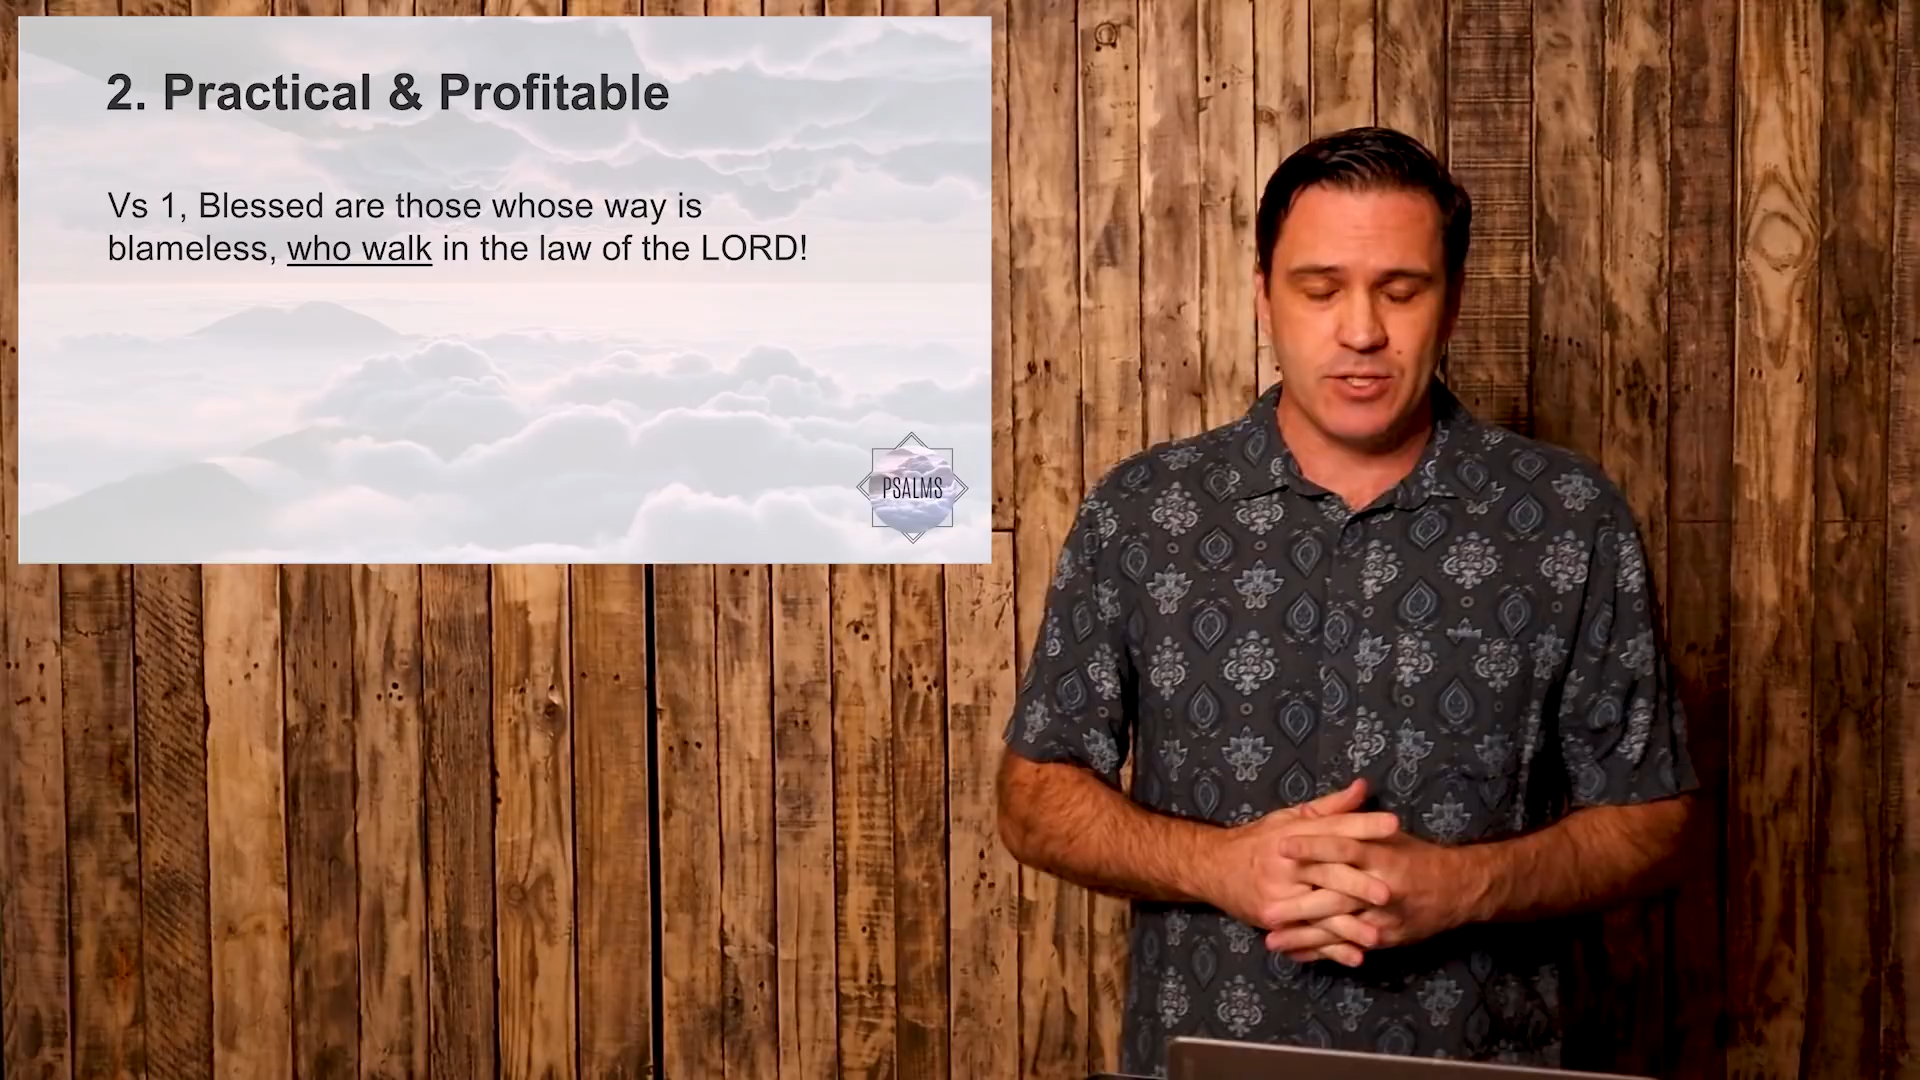 2. Practical & Profitable
Vs 1, Blessed are those whose way is
blameless, who walk in the law of the LORD!
PSALMS